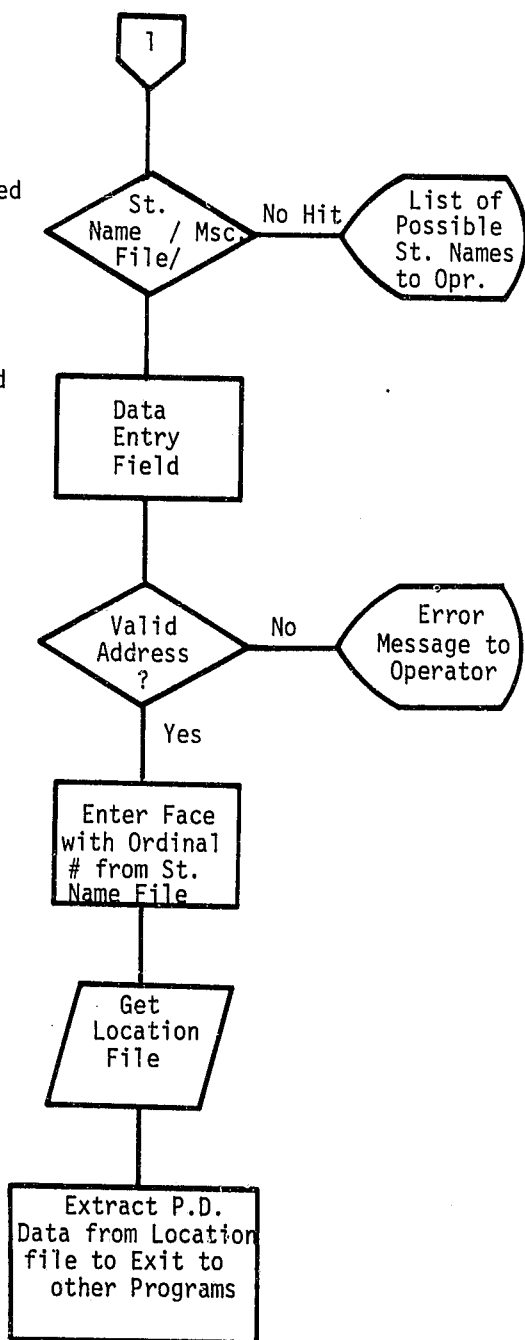 1
ed
St.
Name / Msc.
File/
No Hit
List of
Possible
St. Names
to Opr.
d
Data
Entry
Field
Valid
Address
?
No
Error
Message to
Operator
Yes
Enter Face
with Ordinal
# from St.
Name File
Get
Location
File
Extract P.D.
Data from Location
file to Exit to
other Programs